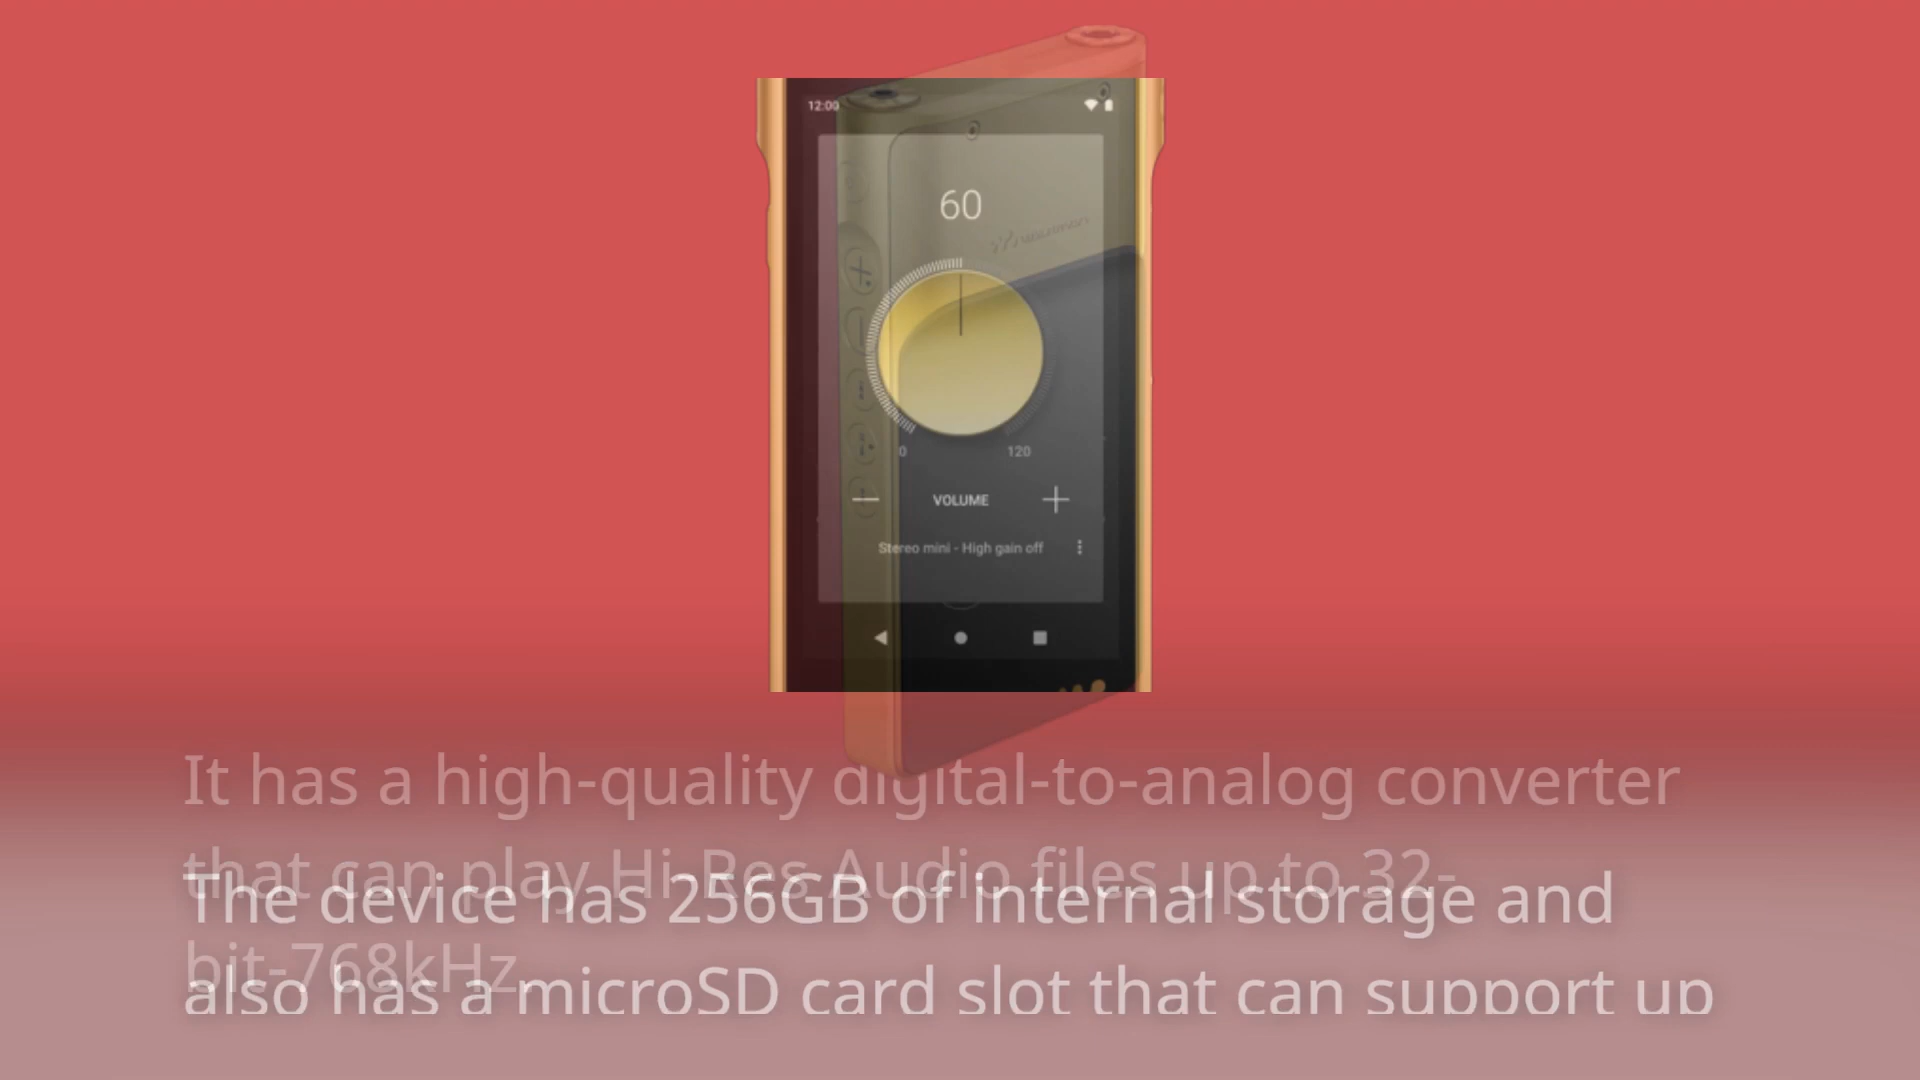 12:00
60
WALKMAN
0
120
VOLUME
Stereo mini - High gain off
It has a high-quality digital-to-analog converter
that can play Hi-Res Audio files up to 32-
bit-768kHz.
The device has 256GB of internal storage and
also has a microSD card slot that can support up